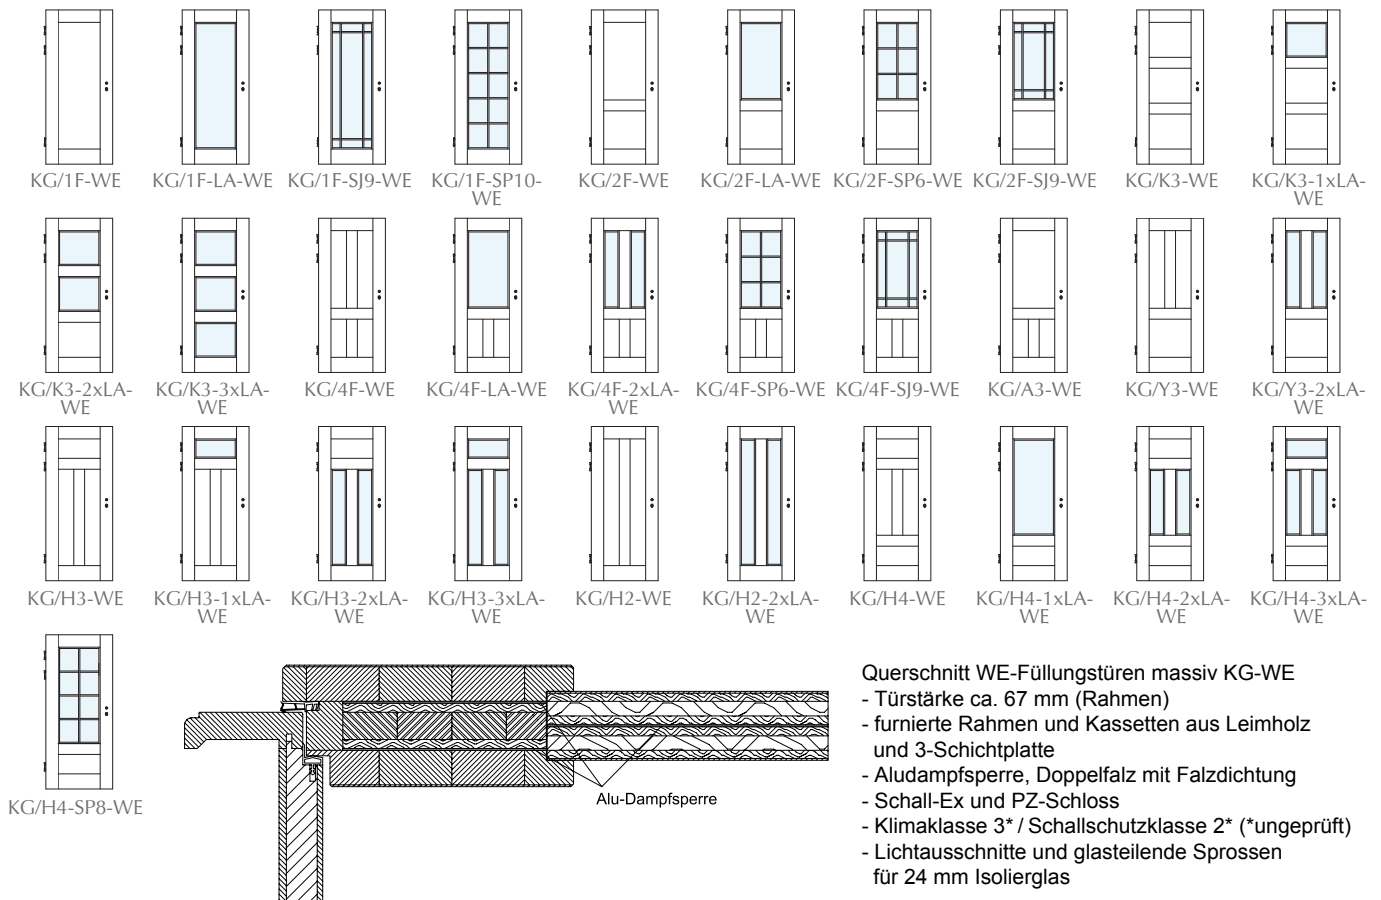 KG/1F-WE
KG/1F-LA-WE
KG/1F-SJ9-WE
KG/1F-SP10-
WE
KG/2F-WE
KG/2F-LA-WE
KG/2F-SP6-WE
KG/2F-SJ9-WE
KG/K3-WE
KG/K3-1xLA-
WE
KG/K3-2xLA-
WE
KG/K3-3xLA-
WE
KG/4F-WE
KG/4F-LA-WE
KG/4F-2xLA-
WE
KG/4F-SP6-WE
KG/4F-SJ9-WE
KG/A3-WE
KG/Y3-WE
KG/Y3-2xLA-
WE
KG/H3-WE
KG/H3-1xLA-
WE
KG/H3-2xLA-
WE
KG/H3-3xLA-
WE
KG/H2-WE
KG/H2-2xLA-
WE
KG/H4-WE
KG/H4-1xLA-
WE
KG/H4-2xLA-
WE
KG/H4-3xLA-
WE
KG/H4-SP8-WE
Alu-Dampfsperre
Querschnitt WE-Füllungstüren massiv KG-WE
- Türstärke ca. 67 mm (Rahmen)
- furnierte Rahmen und Kassetten aus Leimholz
und 3-Schichtplatte
- Aludampfsperre, Doppelfalz mit Falzdichtung
- Schall-Ex und PZ-Schloss
- Klimaklasse 3* / Schallschutzklasse 2* (*ungeprüft)
- Lichtausschnitte und glasteilende Sprossen
für 24 mm Isolierglas